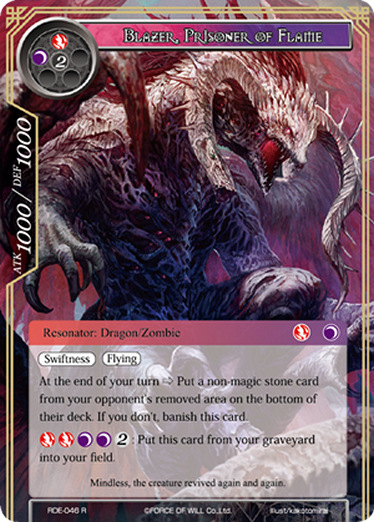 Blazer, Prisoner of Flame
2
ATK 1000 / DEF 1000
Resonator: Dragon/Zombie
Swiftness Flying
At the end of your turn ⇨ Put a non-magic stone card
from your opponent's removed area on the bottom of
their deck. If you don't, banish this card.
2 : Put this card from your graveyard
into your field.
Mindless, the creature revived again and again.
RDE-046 R ©FORCE OF WILL Co.,Ltd. Illust/kakotomirai